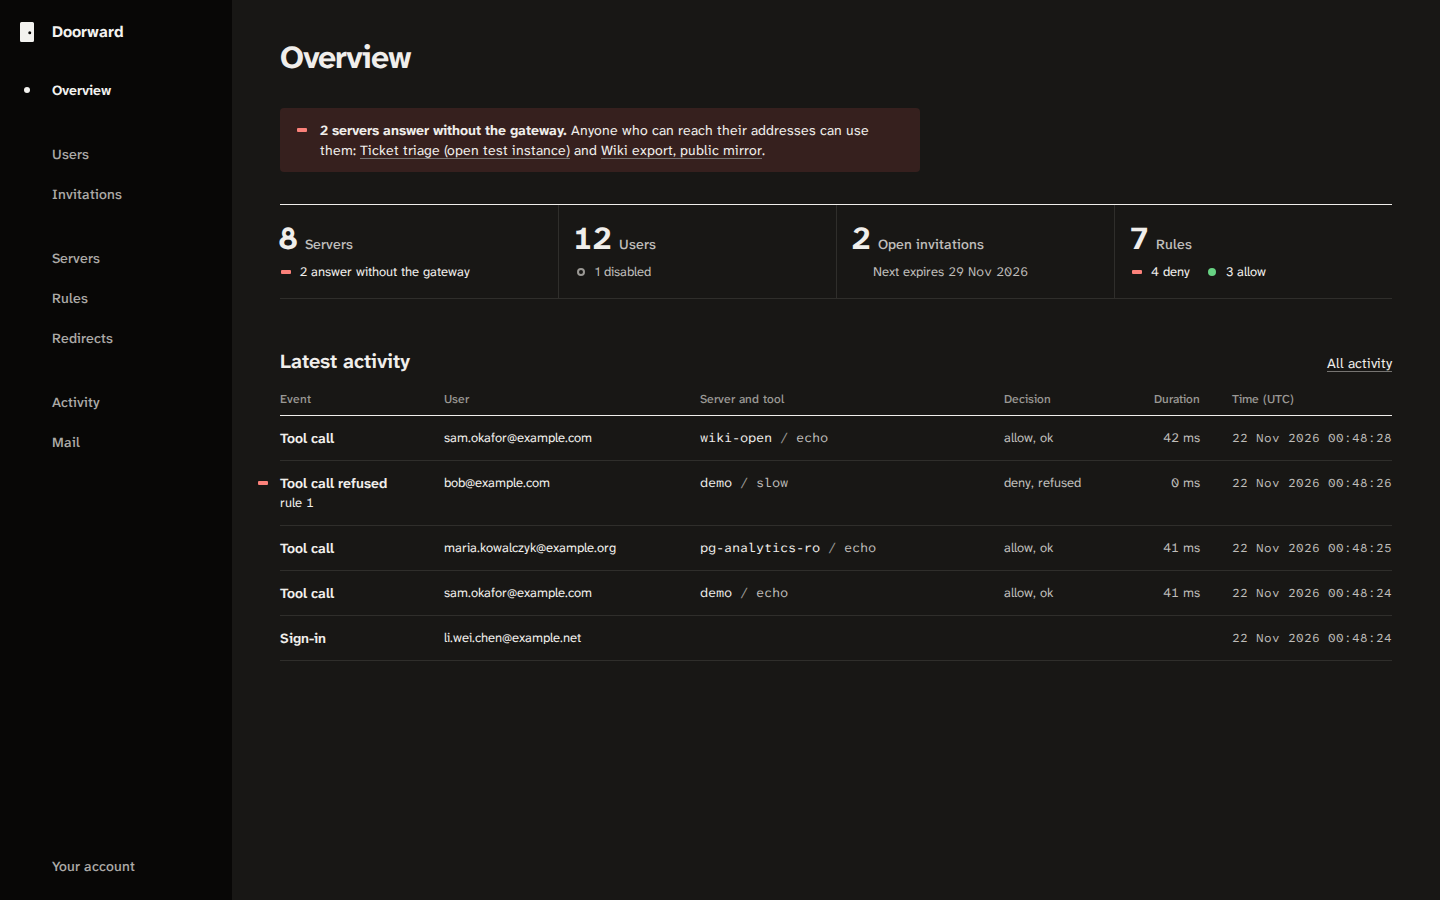 Doorward
Overview
Users
Invitations
Servers
Rules
Redirects
Activity
Mail
Your account
Overview
2 servers answer without the gateway. Anyone who can reach their addresses can use
them: Ticket triage (open test instance) and Wiki export, public mirror.
8 Servers
2 answer without the gateway
12 Users
1 disabled
2 Open invitations
Next expires 29 Nov 2026
7 Rules
4 deny 3 allow
Latest activity
All activity
Event User Server and tool Decision Duration Time (UTC)
Tool call sam.okafor@example.com wiki-open / echo allow, ok 42 ms 22 Nov 2026 00:48:28
Tool call refused bob@example.com demo / slow deny, refused 0 ms 22 Nov 2026 00:48:26
rule 1
Tool call maria.kowalczyk@example.org pg-analytics-ro / echo allow, ok 41 ms 22 Nov 2026 00:48:25
Tool call sam.okafor@example.com demo / echo allow, ok 41 ms 22 Nov 2026 00:48:24
Sign-in li.wei.chen@example.net 22 Nov 2026 00:48:24